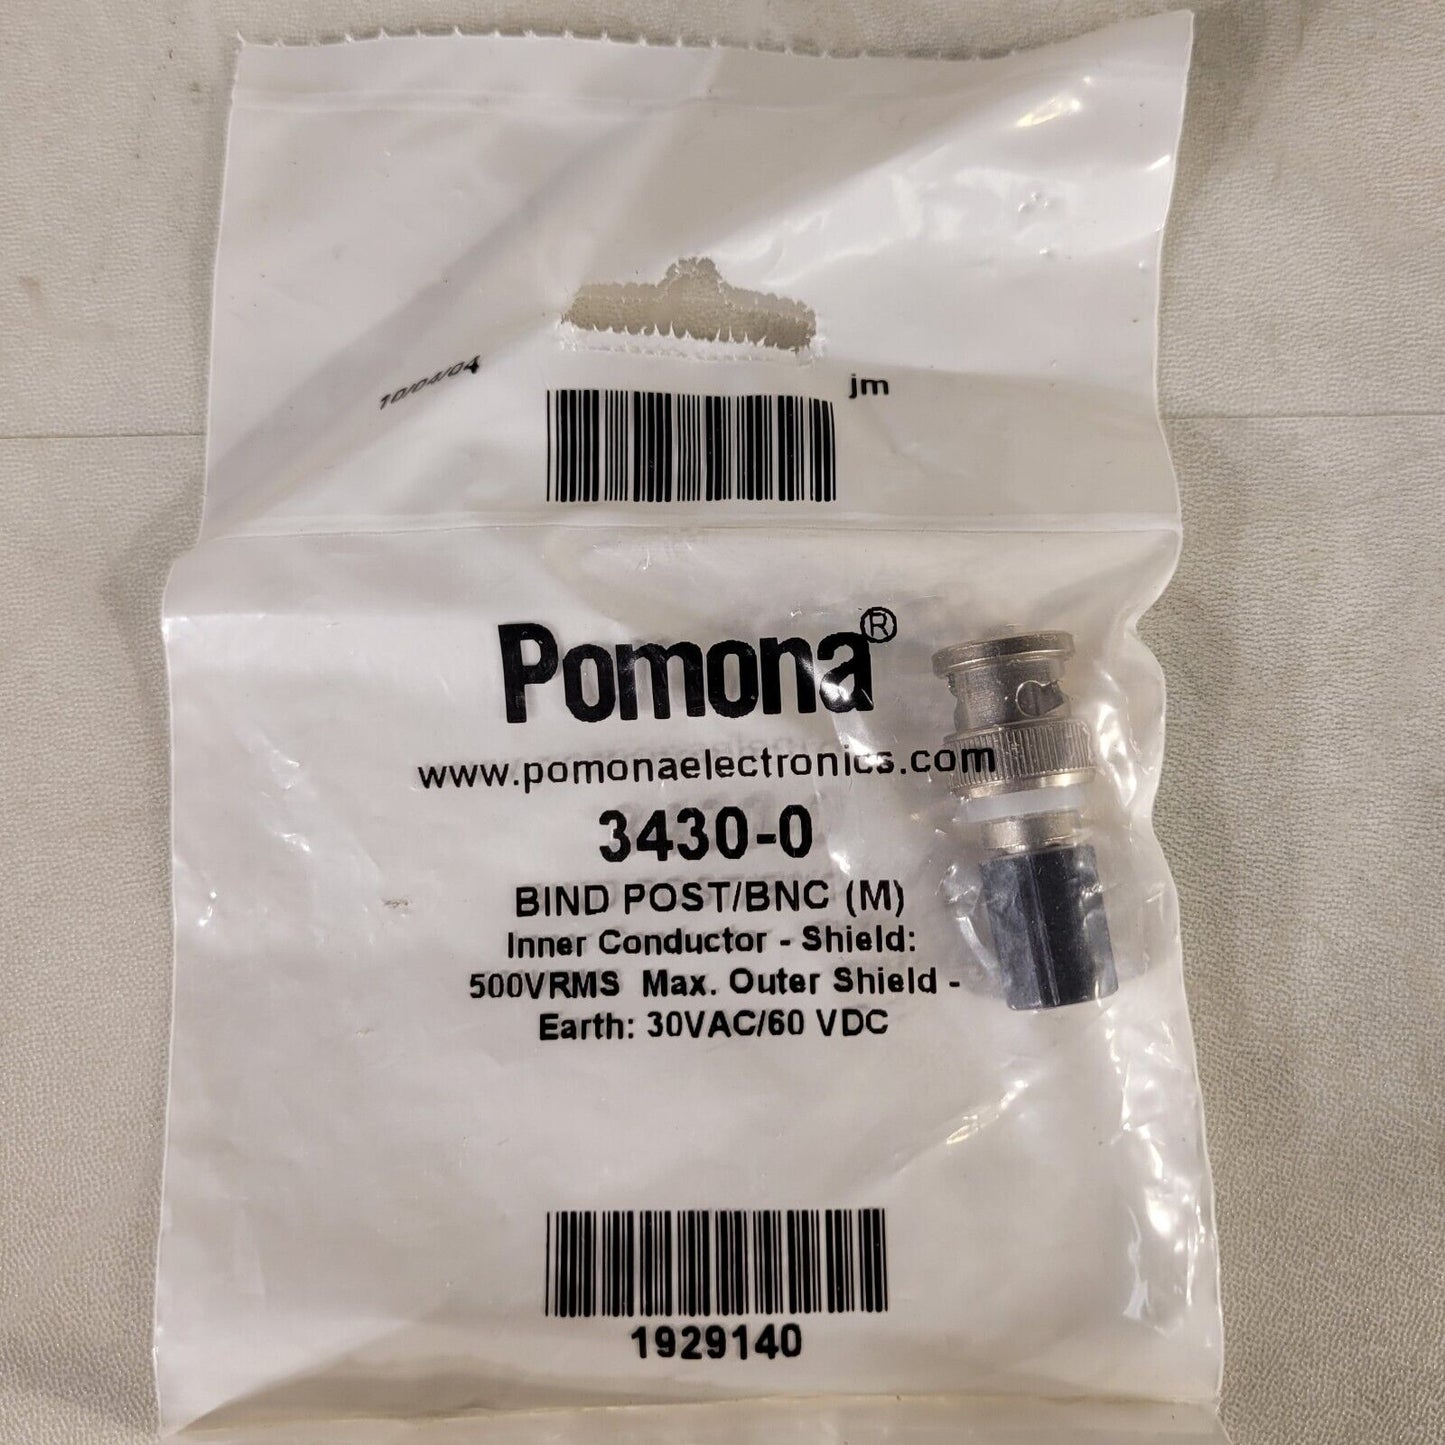 10/04/04
jm
Pomona®
www.pomonaelectronics.com
3430-0
BIND POST/BNC (M)
Inner Conductor - Shield:
500VRMS  Max. Outer Shield -
Earth: 30VAC/60 VDC
1929140